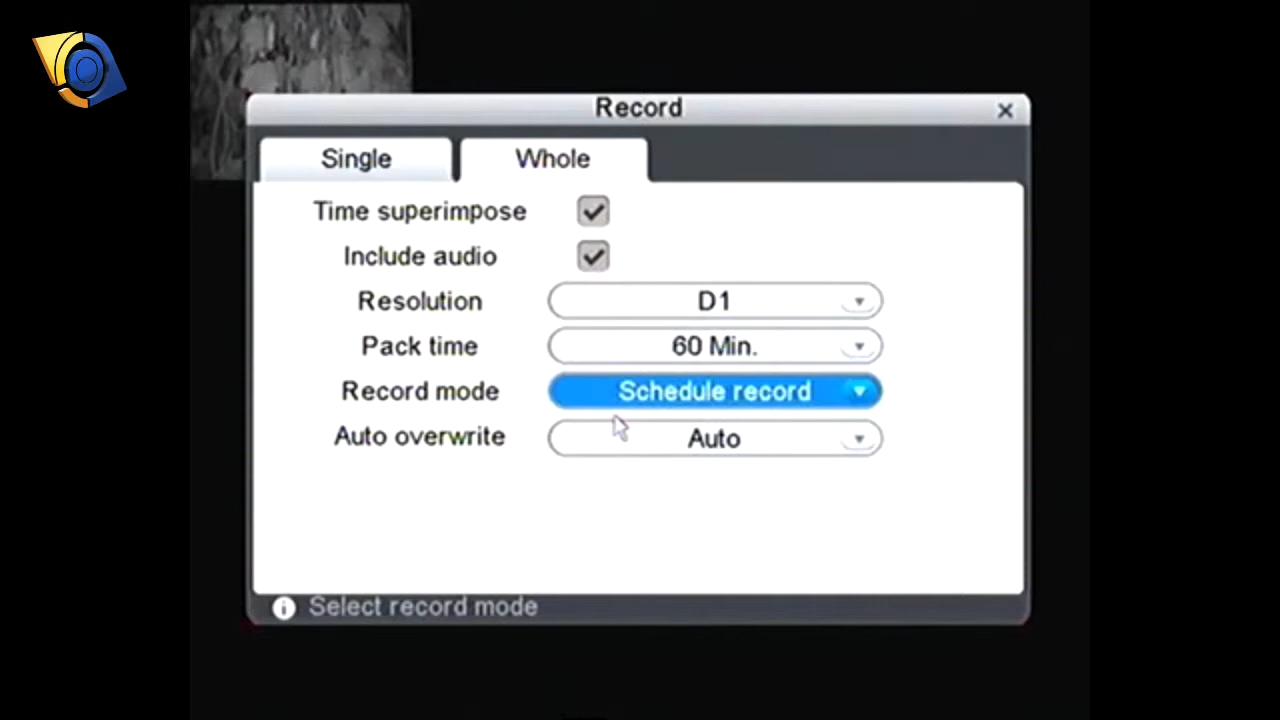 Record
Single Whole
Time superimpose
Include audio
Resolution D1
Pack time 60 Min.
Record mode Schedule record
Auto overwrite Auto
Select record mode